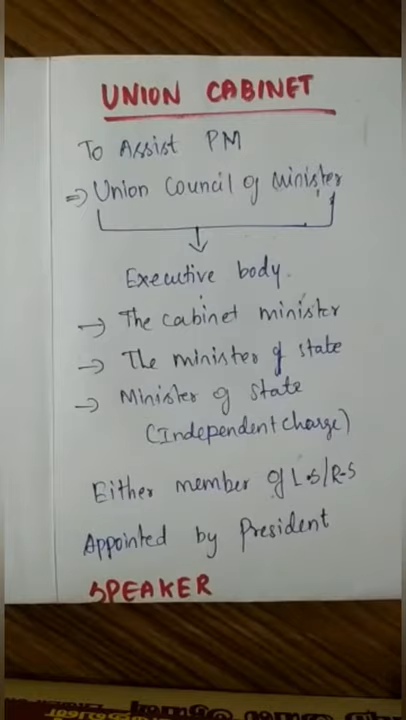 UNION CABINET
To Assist PM
⇒ Union Council of Minister
Executive body.
→ The cabinet minister
→ The minister of state
→ Minister of state
(Independent charge)
Either member of L.S/R.S
Appointed by President
SPEAKER